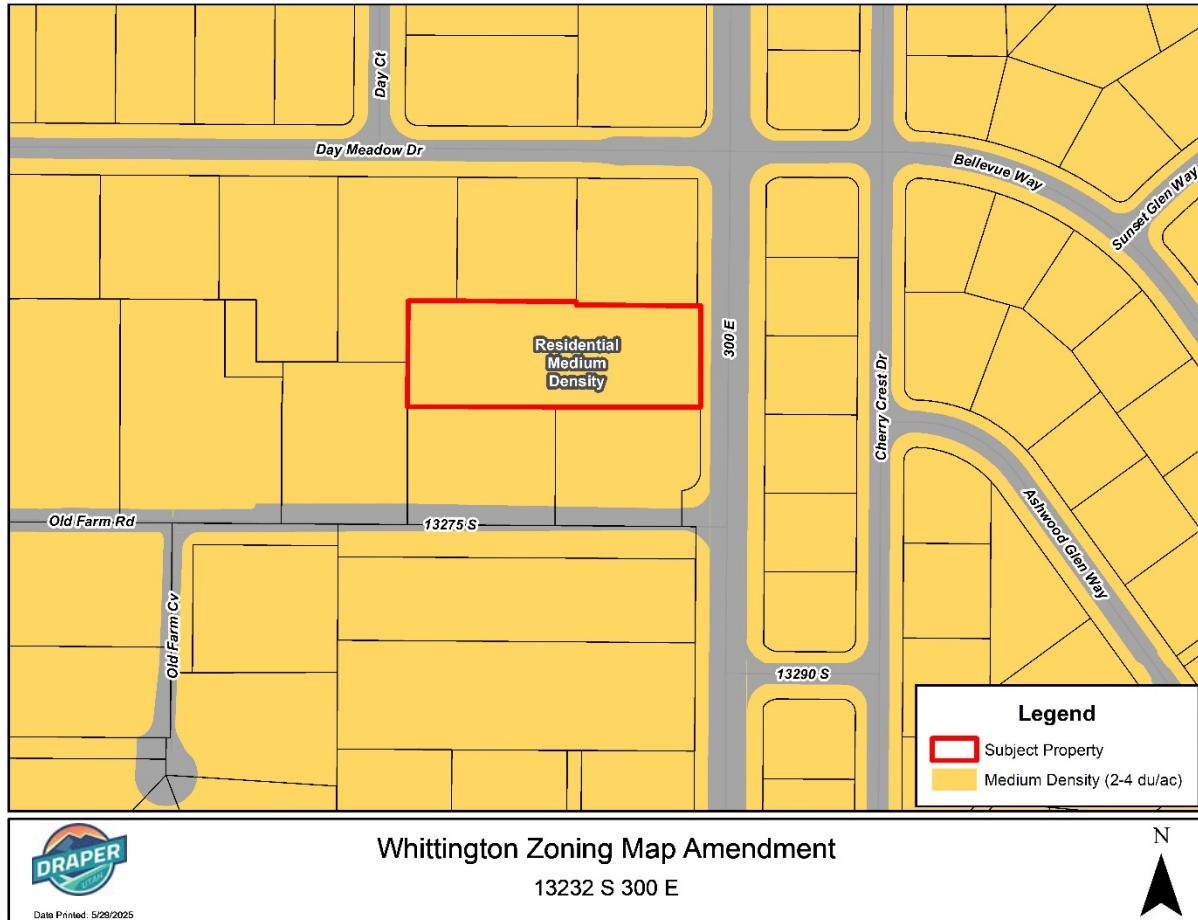 Day Ct
Day Meadow Dr
Bellevue Way
Sunset Glen Way
300 E
Residential
Medium
Density
Cherry Crest Dr
Ashwood Glen Way
Old Farm Rd
13275 S
Old Farm Cv
13290 S
Legend
Subject Property
Medium Density (2-4 du/ac)
DRAPER
UTAH
Date Printed: 5/29/2025
Whittington Zoning Map Amendment
13232 S 300 E
N